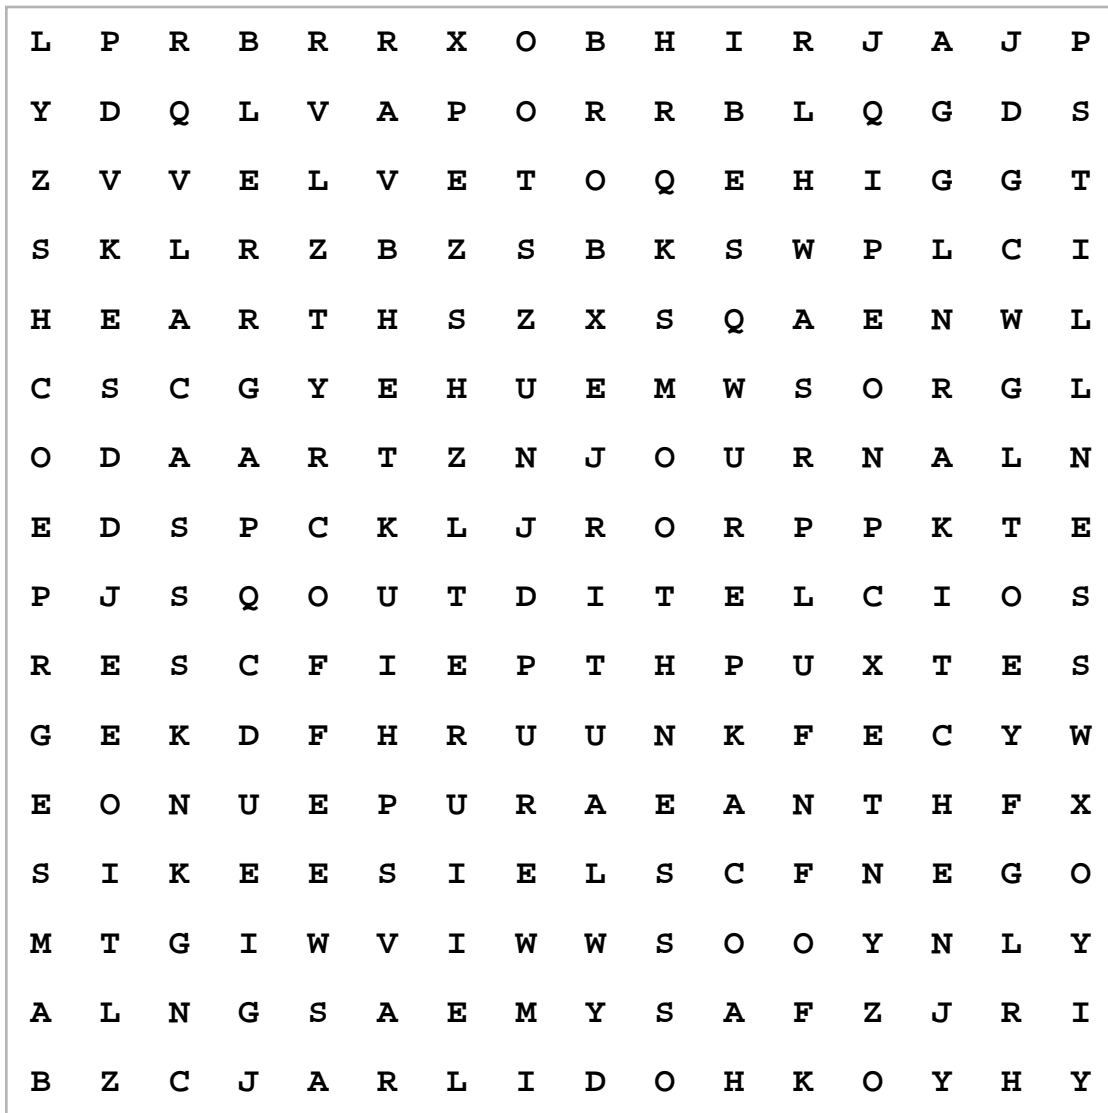 L P R B R R X O B H I R J A J P
Y D Q L V A P O R R B L Q G D S
Z V V E L V E T O Q E H I G G T
S K L R Z B Z S B K S W P L C I
H E A R T H S Z X S Q A E N W L
C S C G Y E H U E M W S O R G L
O D A A R T Z N J O U R N A L N
E D S P C K L J R O R P P K T E
P J S Q O U T D I T E L C I O S
R E S C F I E P T H P U X T E S
G E K D F H R U U N K F E C Y W
E O N U E P U R A E A N T H F X
S I K E E S I E L S C F N E G O
M T G I W V I W W S O O Y N L Y
A L N G S A E M Y S A F Z J R I
B Z C J A R L I D O H K O Y H Y